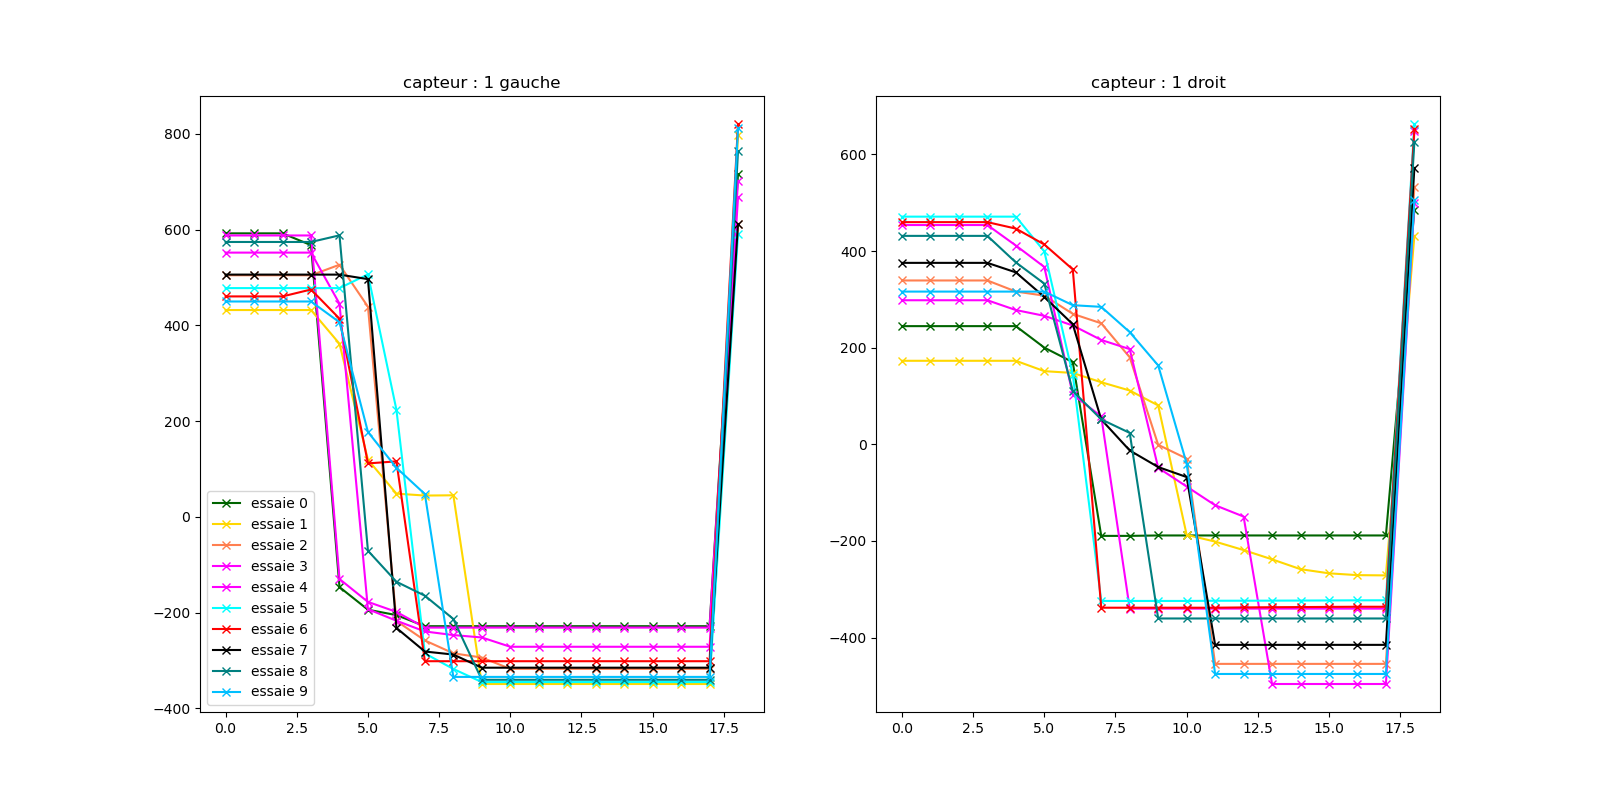 capteur : 1 gauche
800
600
400
200
0
−200
−400
0.0 2.5 5.0 7.5 10.0 12.5 15.0 17.5
essaie 0
essaie 1
essaie 2
essaie 3
essaie 4
essaie 5
essaie 6
essaie 7
essaie 8
essaie 9
capteur : 1 droit
600
400
200
0
−200
−400
0.0 2.5 5.0 7.5 10.0 12.5 15.0 17.5